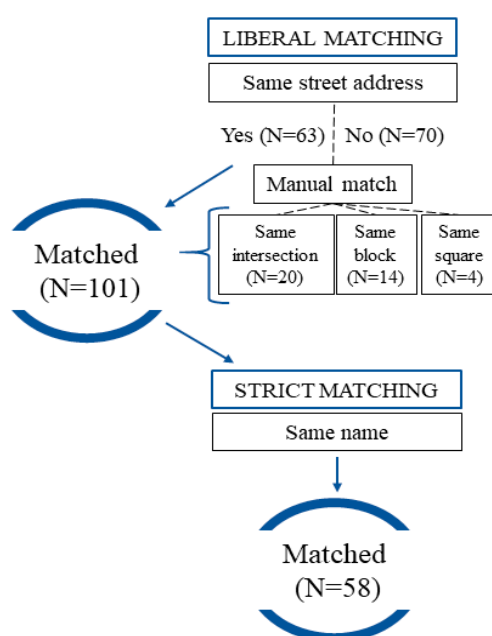 LIBERAL MATCHING
Same street address
Yes (N=63) No (N=70)
Manual match
Same
intersection
(N=20)
Same
block
(N=14)
Same
square
(N=4)
Matched
(N=101)
STRICT MATCHING
Same name
Matched
(N=58)